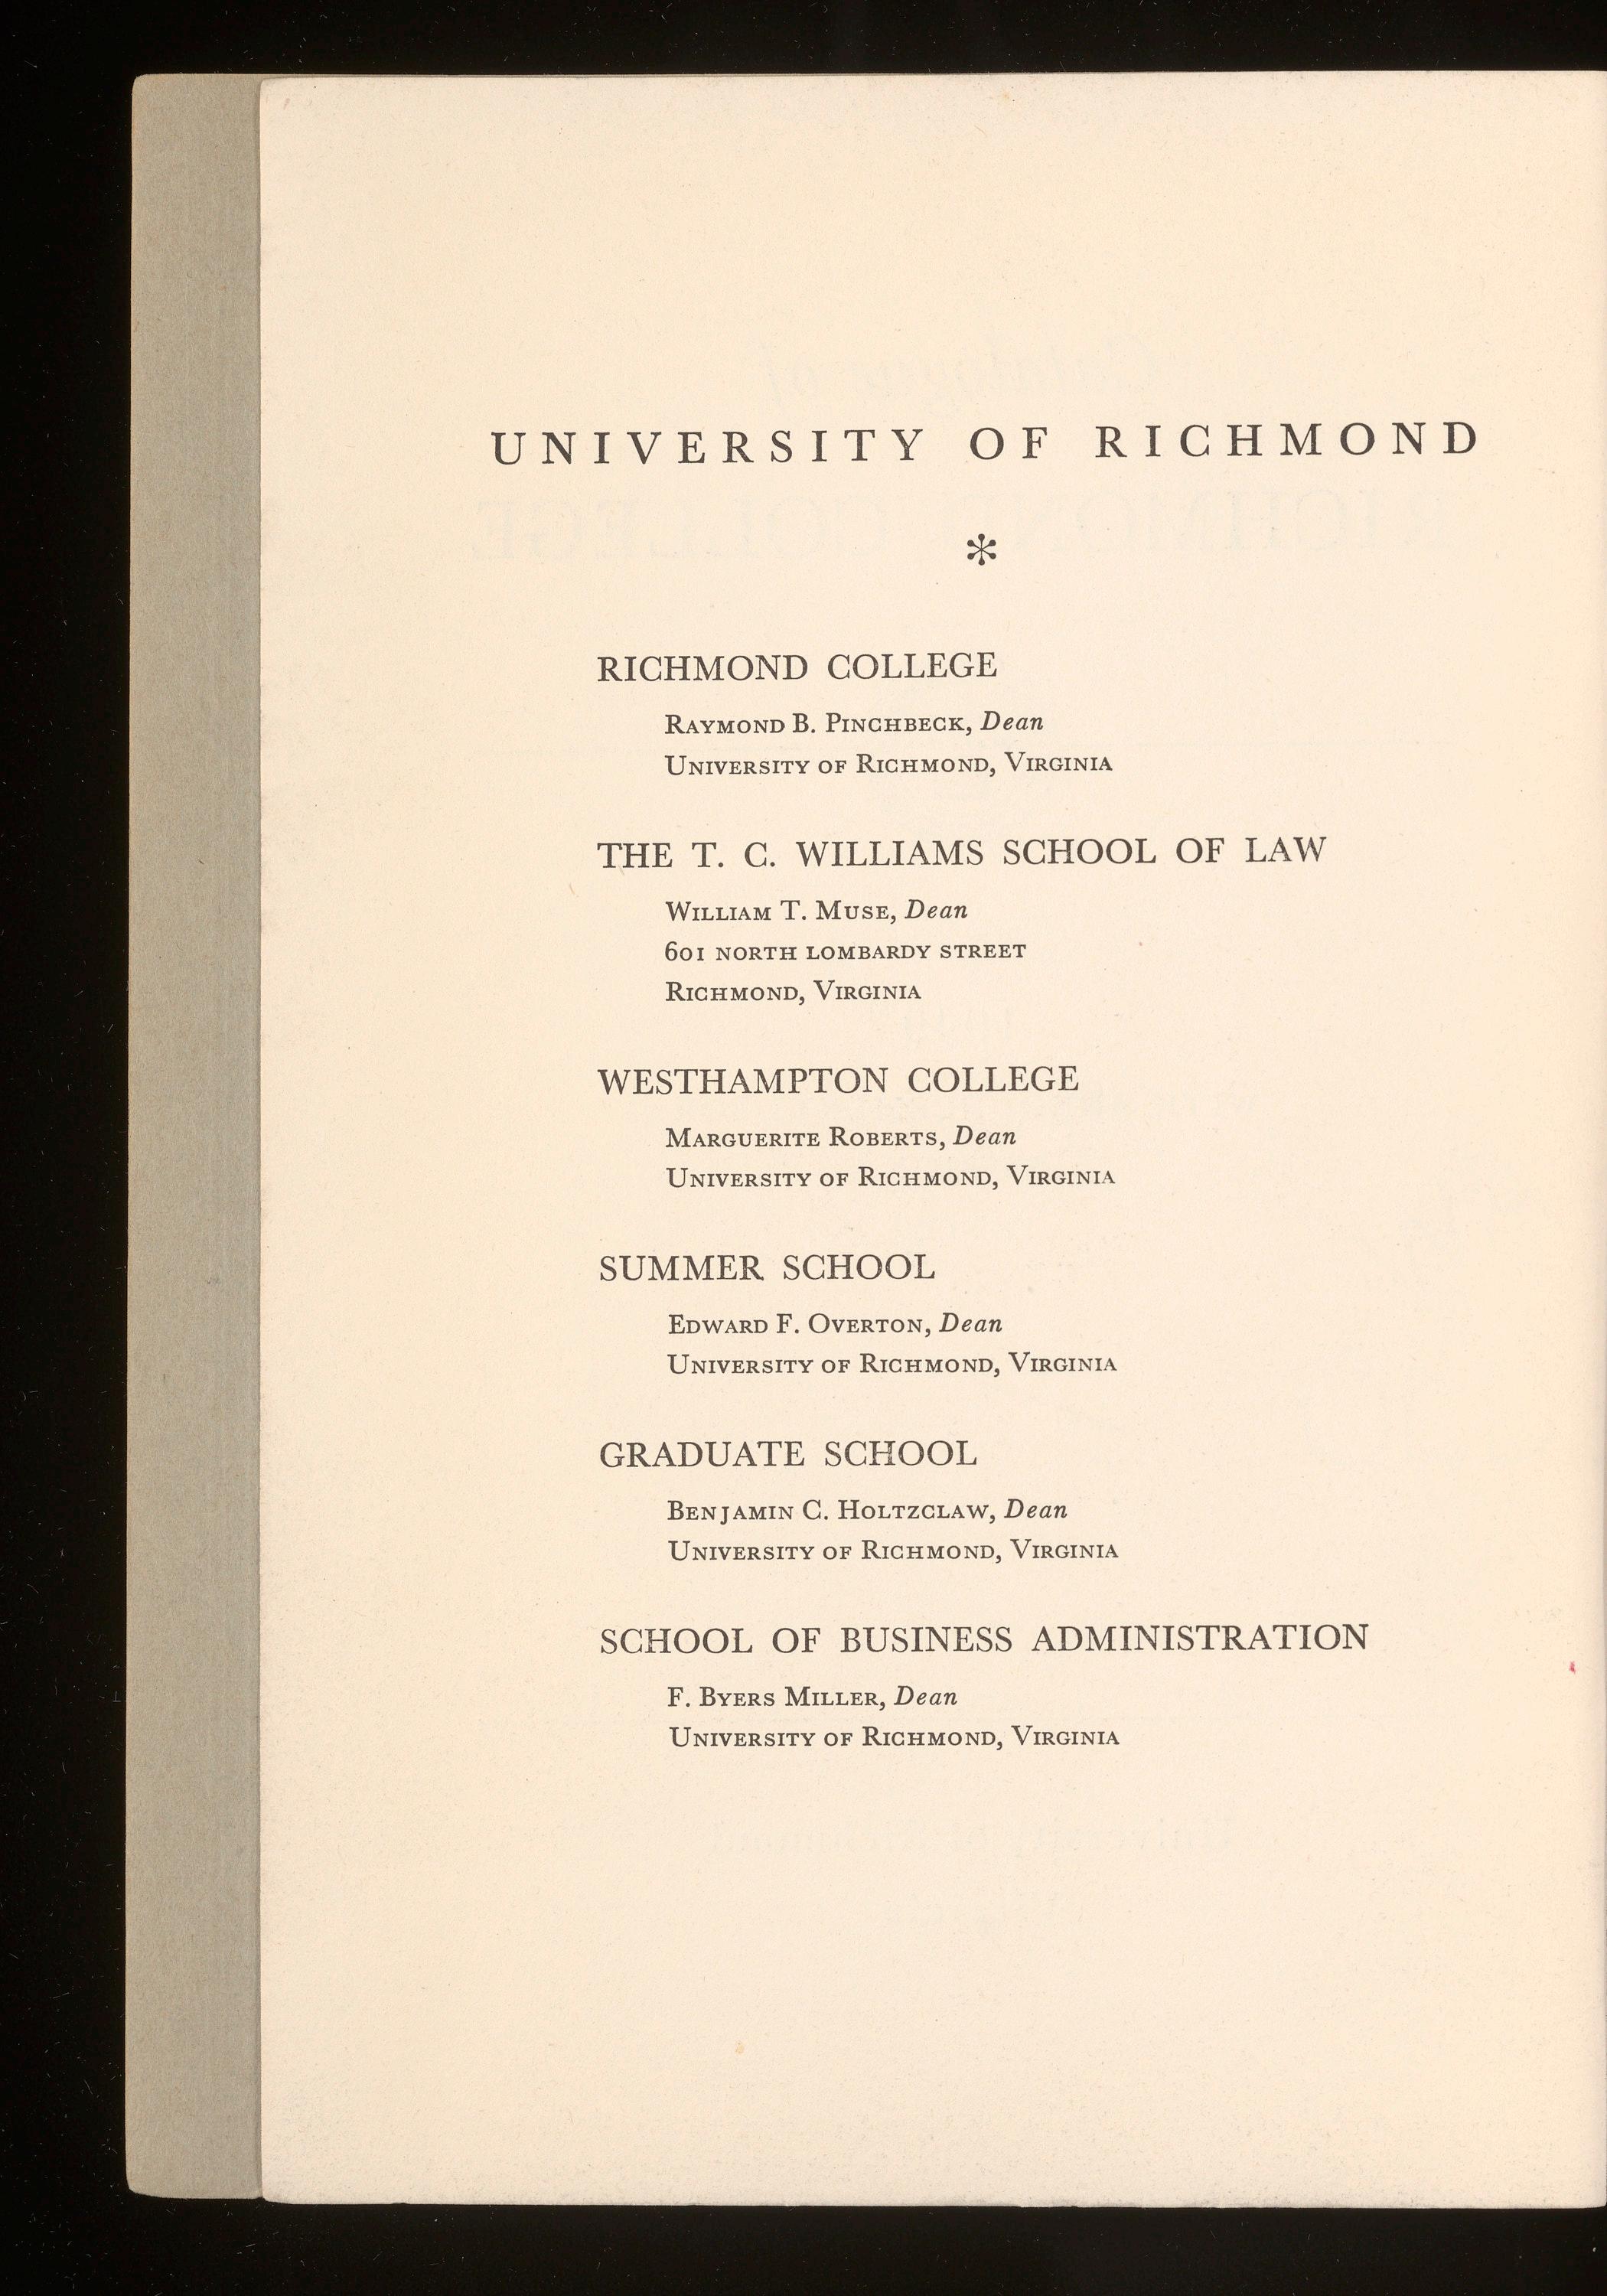 UNIVERSITY OF RICHMOND
*
RICHMOND COLLEGE
Raymond B. Pinchbeck, Dean
University of Richmond, Virginia
THE T. C. WILLIAMS SCHOOL OF LAW
William T. Muse, Dean
601 north lombardy street
Richmond, Virginia
WESTHAMPTON COLLEGE
Marguerite Roberts, Dean
University of Richmond, Virginia
SUMMER SCHOOL
Edward F. Overton, Dean
University of Richmond, Virginia
GRADUATE SCHOOL
Benjamin C. Holtzclaw, Dean
University of Richmond, Virginia
SCHOOL OF BUSINESS ADMINISTRATION
F. Byers Miller, Dean
University of Richmond, Virginia